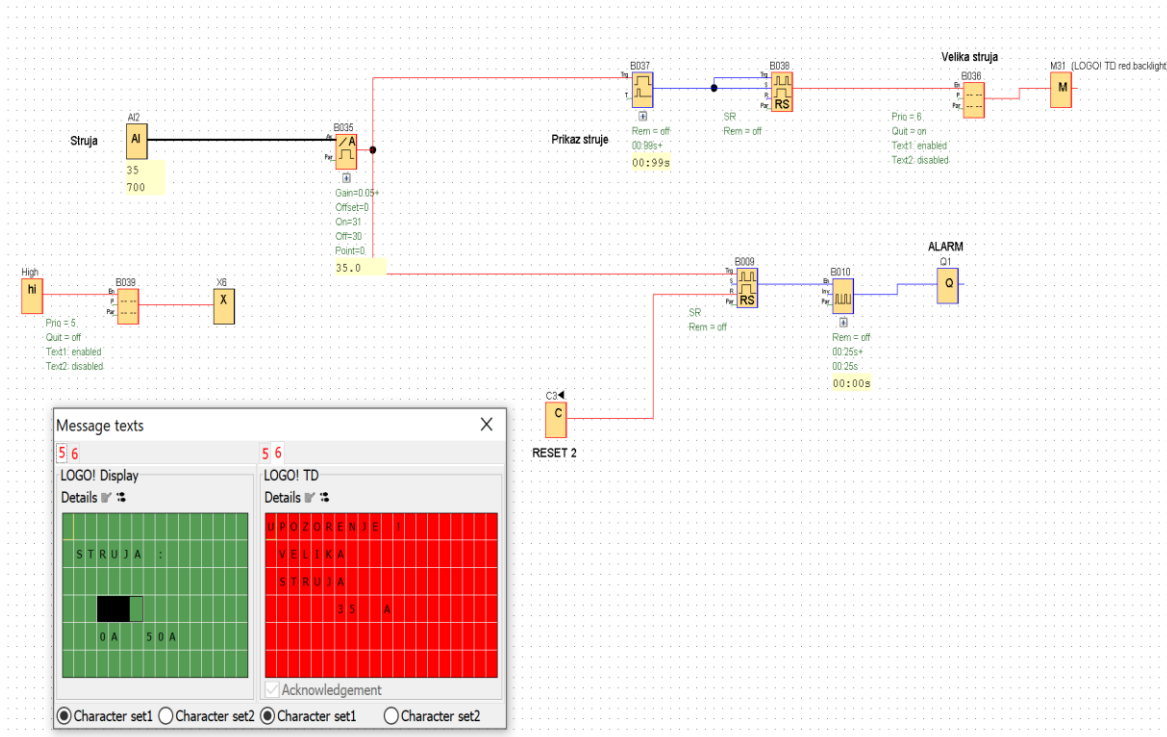 Velika struja
B037
B038
B036
M31 (LOGO! TD red backlight)
Trg
T
Trg
S
R
Par
RS
En
P
Par
M
Rem = off
00:99s+
00:99s
SR
Rem = off
Prio = 6
Quit = on
Text1: enabled
Text2: disabled
Prikaz struje
AI2
Struja
AI
35
700
B035
Ax
Par
A
Gain=0.05+
Offset=0
On=31
Off=30
Point=0
35.0
ALARM
High
hi
B039
En
P
Par
X6
X
Prio = 5
Quit = off
Text1: enabled
Text2: disabled
B009
Trg
S
R
Par
RS
SR
Rem = off
B010
En
Inv
Par
Rem = off
00:25s+
00:25s
00:00s
Q1
Q
C3
C
RESET 2
Message texts
5 6
5 6
LOGO! Display
LOGO! TD
Details
Details
STRUJA :
0A 50A
UPOZORENJE !
VELIKA
STRUJA
35 A
Acknowledgement
Character set1
Character set2
Character set1
Character set2